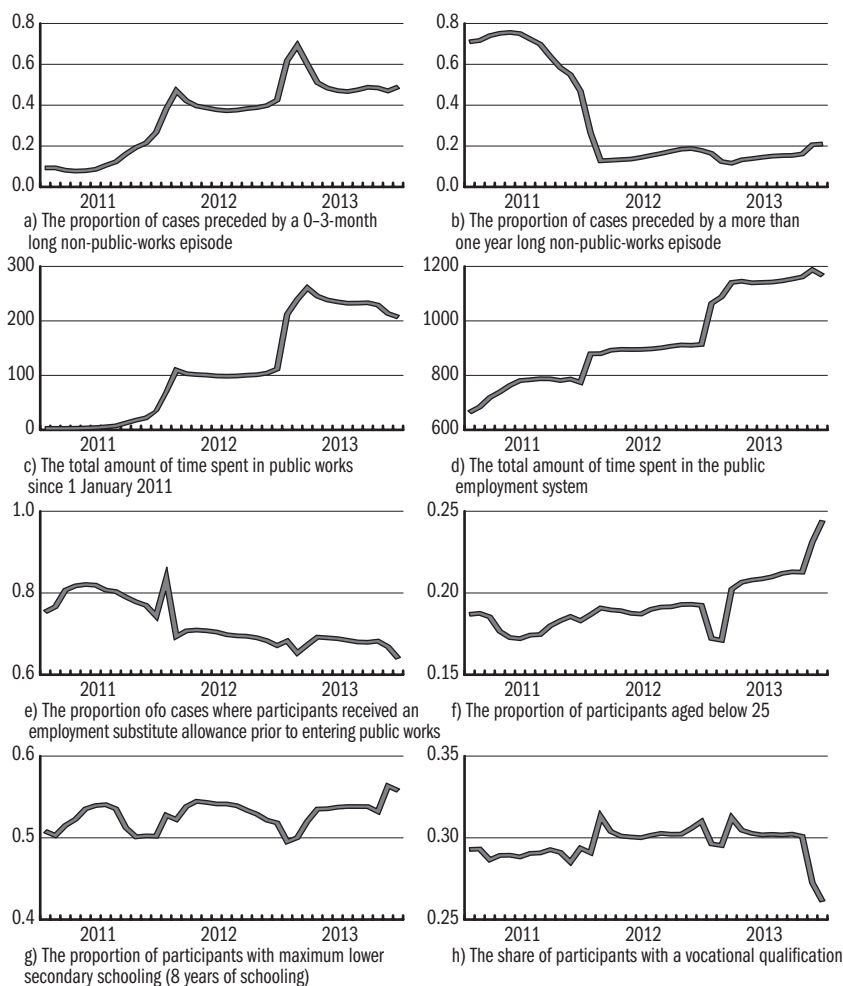 0.8
0.6
0.4
0.2
0.0
2011 2012 2013
a) The proportion of cases preceded by a 0–3-month
long non-public-works episode
0.8
0.6
0.4
0.2
0.0
2011 2012 2013
b) The proportion of cases preceded by a more than
one year long non-public-works episode
300
200
100
0
2011 2012 2013
c) The total amount of time spent in public works
since 1 January 2011
1200
1000
800
600
2011 2012 2013
d) The total amount of time spent in the public
employment system
1.0
0.8
0.6
2011 2012 2013
e) The proportion ofo cases where participants received an
employment substitute allowance prior to entering public works
0.25
0.20
0.15
2011 2012 2013
f) The proportion of participants aged below 25
0.6
0.5
0.4
2011 2012 2013
g) The proportion of participants with maximum lower
secondary schooling (8 years of schooling)
0.35
0.30
0.25
2011 2012 2013
h) The share of participants with a vocational qualification